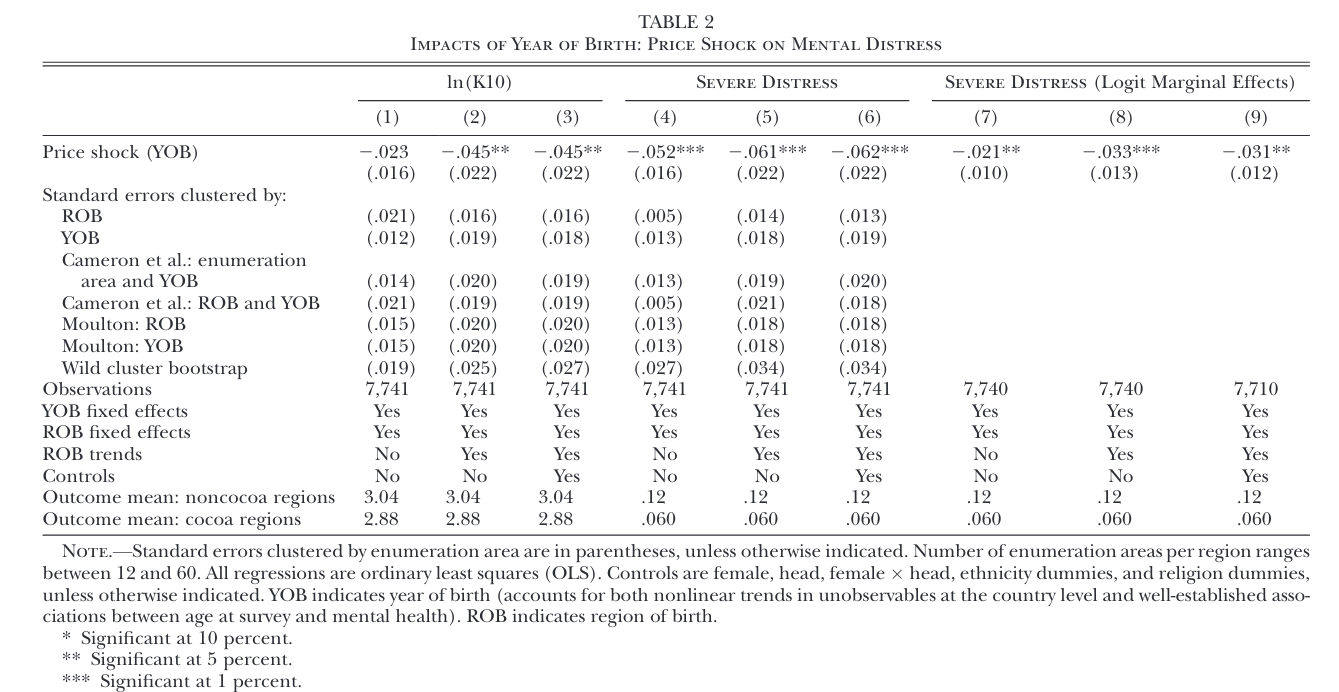 TABLE 2
Impacts of Year of Birth: Price Shock on Mental Distress
ln(K10) Severe Distress Severe Distress (Logit Marginal Effects)
(1) (2) (3) (4) (5) (6) (7) (8) (9)
Price shock (YOB) −.023 −.045** −.045** −.052*** −.061*** −.062*** −.021** −.033*** −.031**
(.016) (.022) (.022) (.016) (.022) (.022) (.010) (.013) (.012)
Standard errors clustered by:
ROB (.021) (.016) (.016) (.005) (.014) (.013)
YOB (.012) (.019) (.018) (.013) (.018) (.019)
Cameron et al.: enumeration
area and YOB (.014) (.020) (.019) (.013) (.019) (.020)
Cameron et al.: ROB and YOB (.021) (.019) (.019) (.005) (.021) (.018)
Moulton: ROB (.015) (.020) (.020) (.013) (.018) (.018)
Moulton: YOB (.015) (.020) (.020) (.013) (.018) (.018)
Wild cluster bootstrap (.019) (.025) (.027) (.027) (.034) (.034)
Observations 7,741 7,741 7,741 7,741 7,741 7,741 7,740 7,740 7,710
YOB fixed effects Yes Yes Yes Yes Yes Yes Yes Yes Yes
ROB fixed effects Yes Yes Yes Yes Yes Yes Yes Yes Yes
ROB trends No Yes Yes No Yes Yes No Yes Yes
Controls No No Yes No No Yes No No Yes
Outcome mean: noncocoa regions 3.04 3.04 3.04 .12 .12 .12 .12 .12 .12
Outcome mean: cocoa regions 2.88 2.88 2.88 .060 .060 .060 .060 .060 .060
Note.—Standard errors clustered by enumeration area are in parentheses, unless otherwise indicated. Number of enumeration areas per region ranges
between 12 and 60. All regressions are ordinary least squares (OLS). Controls are female, head, female × head, ethnicity dummies, and religion dummies,
unless otherwise indicated. YOB indicates year of birth (accounts for both nonlinear trends in unobservables at the country level and well-established asso-
ciations between age at survey and mental health). ROB indicates region of birth.
* Significant at 10 percent.
** Significant at 5 percent.
*** Significant at 1 percent.